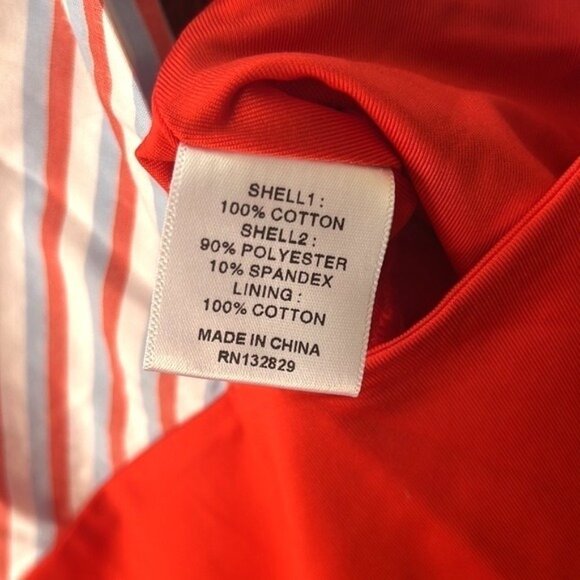 SHELL1 :
100% COTTON
SHELL2 :
90% POLYESTER
10% SPANDEX
LINING :
100% COTTON
MADE IN CHINA
RN132829